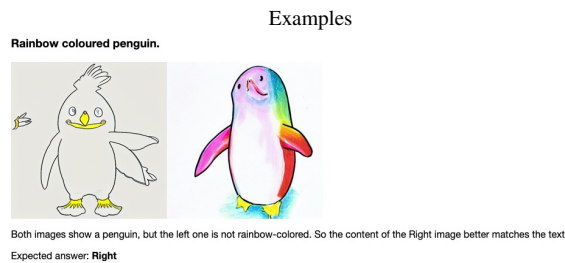 Examples
Rainbow coloured penguin.
Both images show a penguin, but the left one is not rainbow-colored. So the content of the Right image better matches the text
Expected answer: Right